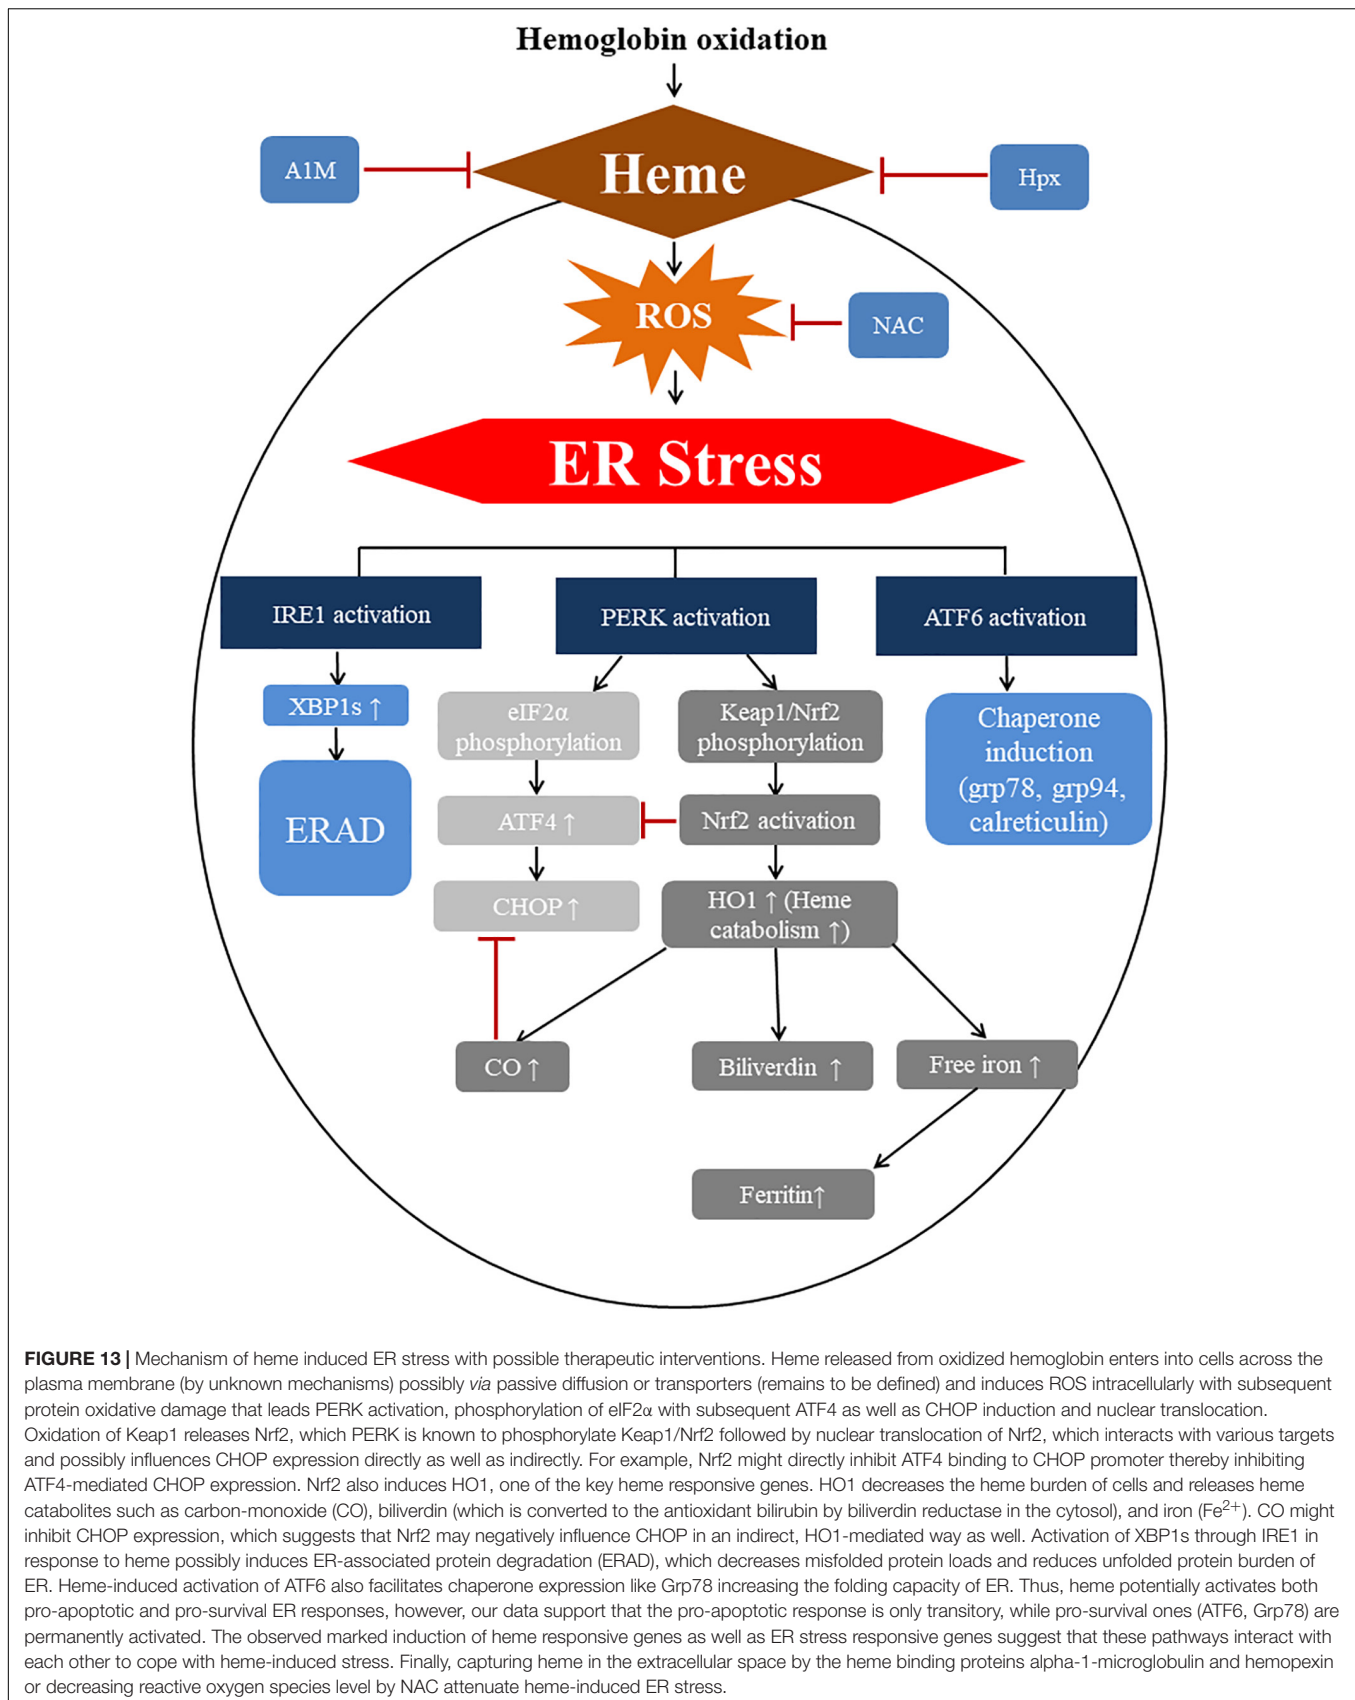 Hemoglobin oxidation
A1M
Heme
Hpx
ROS
NAC
ER Stress
IRE1 activation
PERK activation
ATF6 activation
XBP1s ↑
eIF2α
phosphorylation
Keap1/Nrf2
phosphorylation
Chaperone
induction
(grp78, grp94,
calreticulin)
ERAD
ATF4 ↑
Nrf2 activation
CHOP ↑
HO1 ↑ (Heme
catabolism ↑)
CO ↑
Biliverdin ↑
Free iron ↑
Ferritin↑
FIGURE 13 | Mechanism of heme induced ER stress with possible therapeutic interventions. Heme released from oxidized hemoglobin enters into cells across the
plasma membrane (by unknown mechanisms) possibly via passive diffusion or transporters (remains to be defined) and induces ROS intracellularly with subsequent
protein oxidative damage that leads PERK activation, phosphorylation of eIF2α with subsequent ATF4 as well as CHOP induction and nuclear translocation.
Oxidation of Keap1 releases Nrf2, which PERK is known to phosphorylate Keap1/Nrf2 followed by nuclear translocation of Nrf2, which interacts with various targets
and possibly influences CHOP expression directly as well as indirectly. For example, Nrf2 might directly inhibit ATF4 binding to CHOP promoter thereby inhibiting
ATF4-mediated CHOP expression. Nrf2 also induces HO1, one of the key heme responsive genes. HO1 decreases the heme burden of cells and releases heme
catabolites such as carbon-monoxide (CO), biliverdin (which is converted to the antioxidant bilirubin by biliverdin reductase in the cytosol), and iron (Fe²⁺). CO might
inhibit CHOP expression, which suggests that Nrf2 may negatively influence CHOP in an indirect, HO1-mediated way as well. Activation of XBP1s through IRE1 in
response to heme possibly induces ER-associated protein degradation (ERAD), which decreases misfolded protein loads and reduces unfolded protein burden of
ER. Heme-induced activation of ATF6 also facilitates chaperone expression like Grp78 increasing the folding capacity of ER. Thus, heme potentially activates both
pro-apoptotic and pro-survival ER responses, however, our data support that the pro-apoptotic response is only transitory, while pro-survival ones (ATF6, Grp78) are
permanently activated. The observed marked induction of heme responsive genes as well as ER stress responsive genes suggest that these pathways interact with
each other to cope with heme-induced stress. Finally, capturing heme in the extracellular space by the heme binding proteins alpha-1-microglobulin and hemopexin
or decreasing reactive oxygen species level by NAC attenuate heme-induced ER stress.